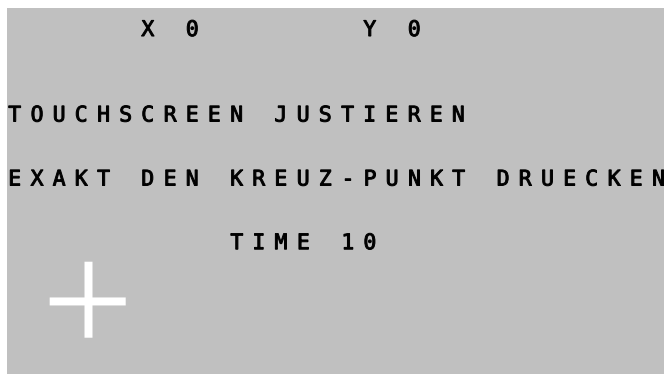 X 0 Y 0
TOUCHSCREEN JUSTIEREN
EXAKT DEN KREUZ-PUNKT DRUECKEN
TIME 10